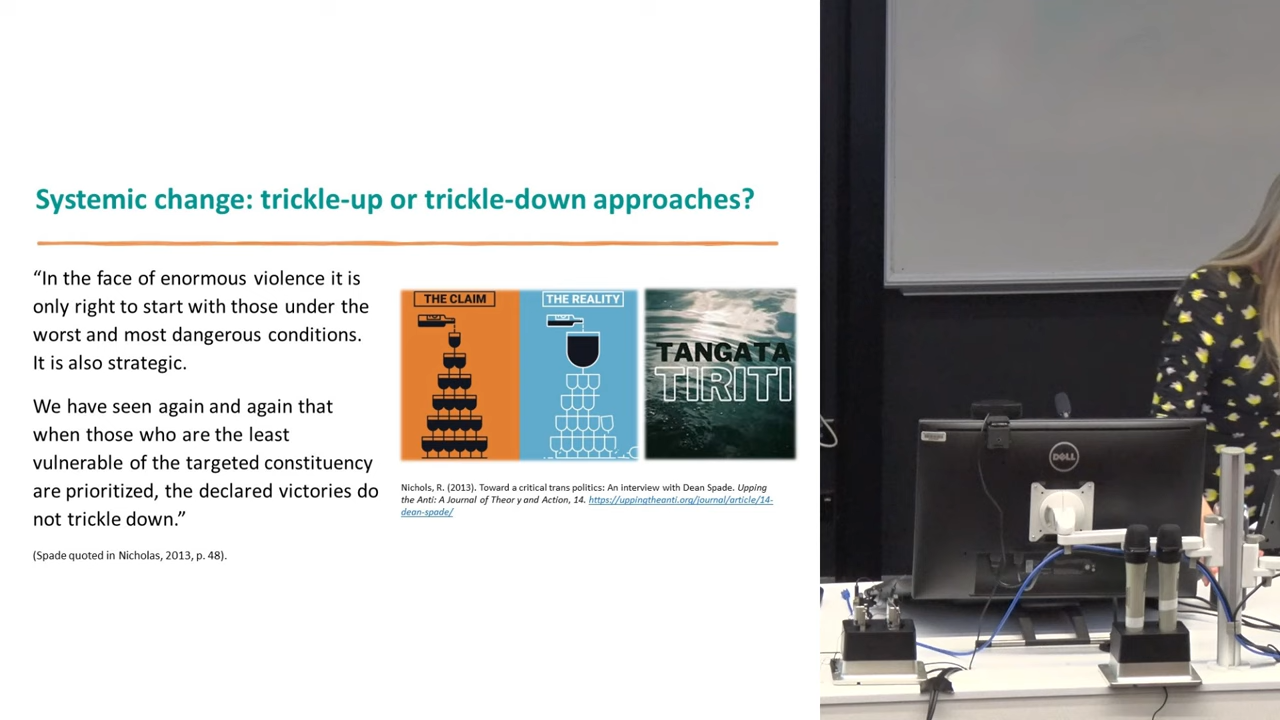 Systemic change: trickle-up or trickle-down approaches?
“In the face of enormous violence it is
only right to start with those under the
worst and most dangerous conditions.
It is also strategic.
We have seen again and again that
when those who are the least
vulnerable of the targeted constituency
are prioritized, the declared victories do
not trickle down.”
(Spade quoted in Nicholas, 2013, p. 48).
THE CLAIM
THE REALITY
TANGATA
TIRITI
Nichols, R. (2013). Toward a critical trans politics: An interview with Dean Spade. Upping
the Anti: A Journal of Theor y and Action, 14. https://uppingtheanti.org/journal/article/14-
dean-spade/
DELL